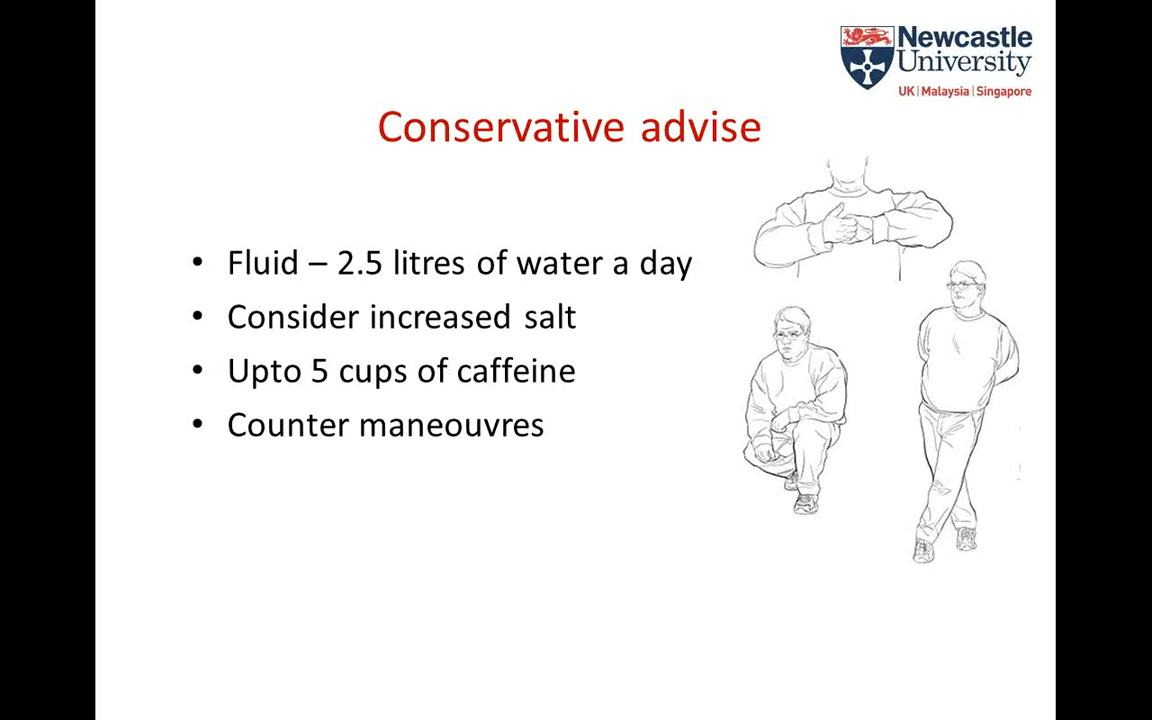 Newcastle
University
UK | Malaysia | Singapore
Conservative advise
• Fluid – 2.5 litres of water a day
• Consider increased salt
• Upto 5 cups of caffeine
• Counter maneouvres